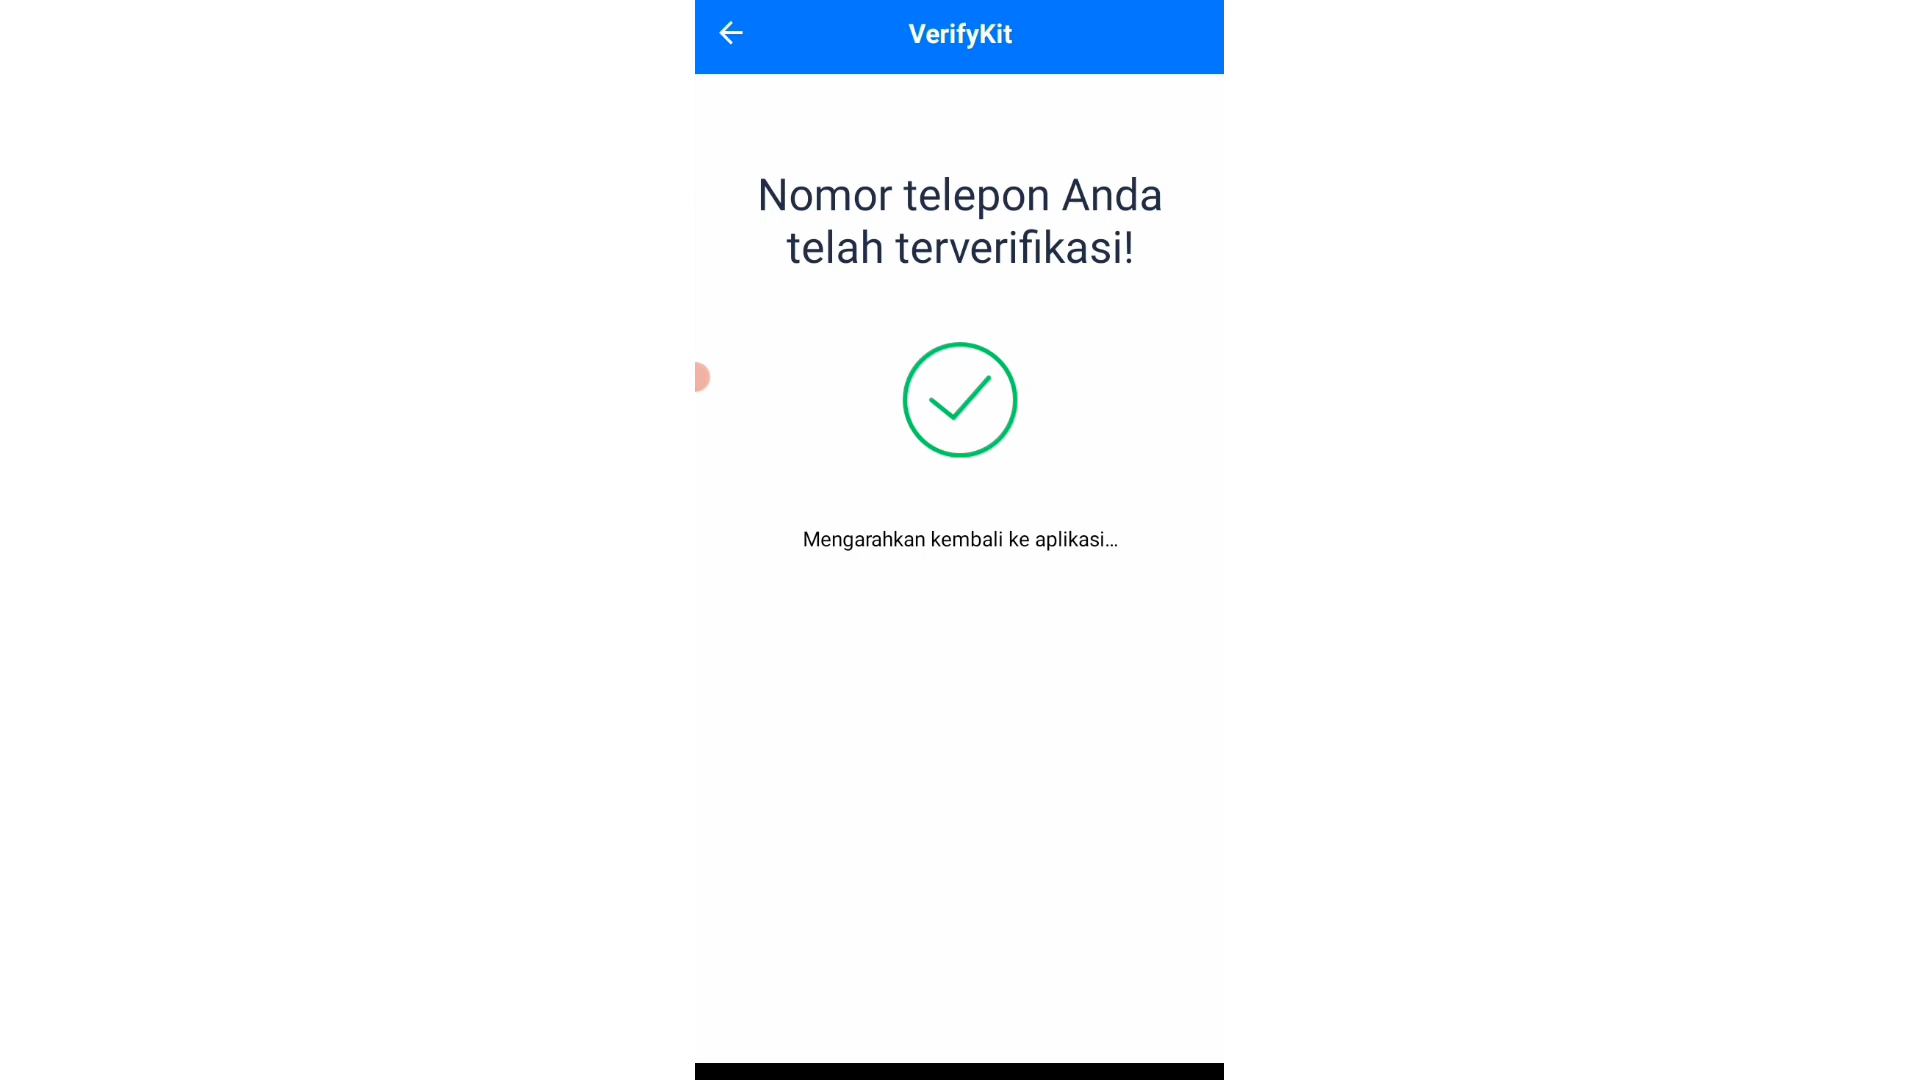 VerifyKit
Nomor telepon Anda
telah terverifikasi!
Mengarahkan kembali ke aplikasi...